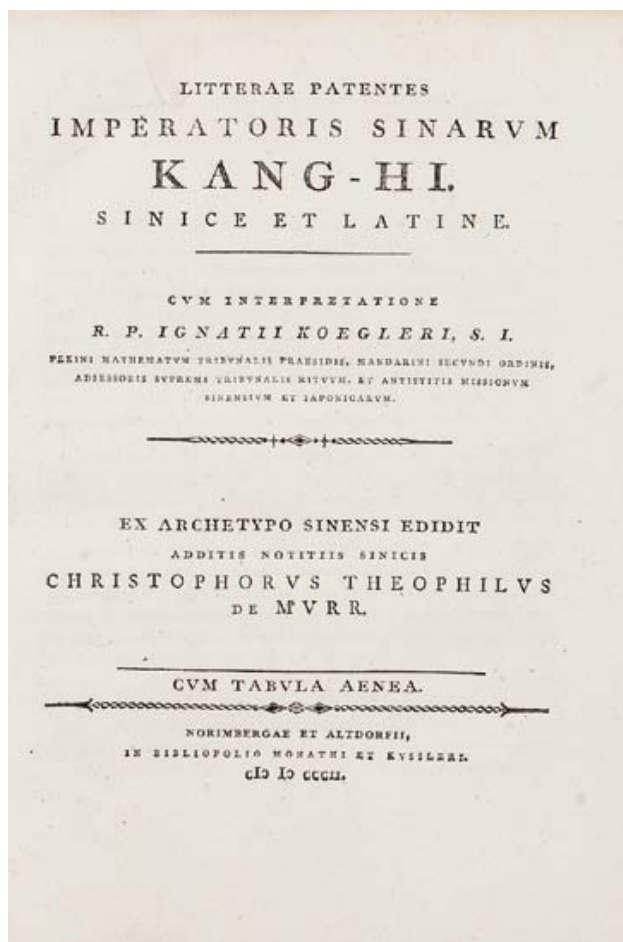 LITTERAE PATENTES
IMPERATORIS SINARVM
KANG-HI.
SINICE ET LATINE.
CVM INTERPRETATIONE
R. P. IGNATII KOEGLERI, S. I.
PEKINI MATHEMATVM TRIBVNALIS PRAESIDIS, MANDARINI SECVNDI ORDINIS,
ADSESSORIS SVPREMI TRIBVNALIS RITVVM, ET ANTISTITIS MISSIONVM
SINENSIVM ET IAPONICARVM.
EX ARCHETYPO SINENSI EDIDIT
ADDITIS NOTITIIS SINICIS
CHRISTOPHORVS THEOPHILVS
DE MVRR.
CVM TABVLA AENEA.
NORIMBERGAE ET ALTDORFII,
IN BIBLIOPOLIO MONATHI ET KVSSLERI.
cIɔ Iɔ cccII.